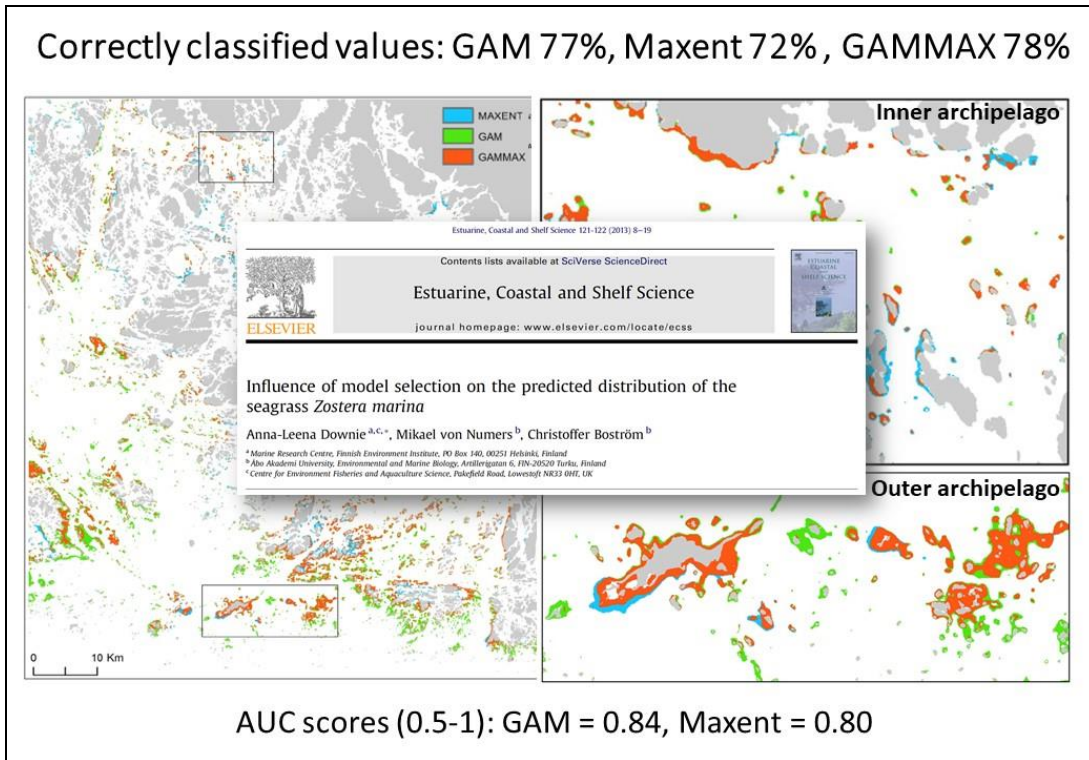 Correctly classified values: GAM 77%, Maxent 72% , GAMMAX 78%
MAXENT
GAM
GAMMAX
Inner archipelago
Estuarine, Coastal and Shelf Science 121-122 (2013) 8–19
Contents lists available at SciVerse ScienceDirect
Estuarine, Coastal and Shelf Science
journal homepage: www.elsevier.com/locate/ecss
ELSEVIER
ESTUARINE
COASTAL
AND
SHELF SCIENCE
Influence of model selection on the predicted distribution of the
seagrass Zostera marina
Anna-Leena Downie a,c,*, Mikael von Numers b, Christoffer Boström b
a Marine Research Centre, Finnish Environment Institute, PO Box 140, 00251 Helsinki, Finland
b Åbo Akademi University, Environmental and Marine Biology, Artillerigatan 6, FIN-20520 Turku, Finland
c Centre for Environment Fisheries and Aquaculture Science, Pakefield Road, Lowestoft NR33 0HT, UK
Outer archipelago
0 10 Km
AUC scores (0.5-1): GAM = 0.84, Maxent = 0.80